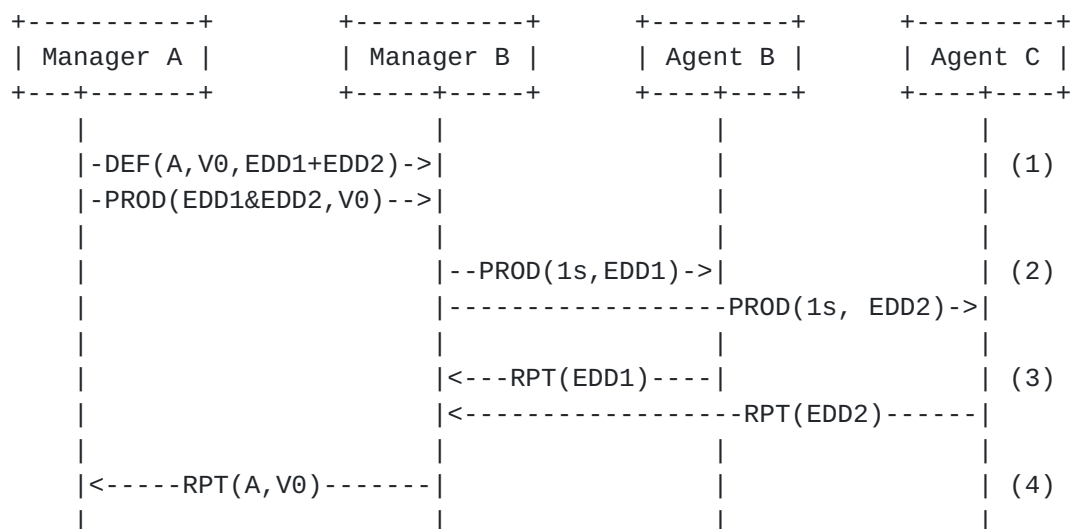 +-----------+           +-----------+      +---------+      +---------+
| Manager A |           | Manager B |      | Agent B |      | Agent C |
+---+-------+           +-----+-----+      +----+----+      +----+----+
    |                         |                 |                |
    |-DEF(A,V0,EDD1+EDD2)->|                 |                | (1)
    |-PROD(EDD1&EDD2,V0)-->|                 |                |
    |                         |                 |                |
    |                         |--PROD(1s,EDD1)->|                | (2)
    |                         |-----------------PROD(1s, EDD2)->|
    |                         |                 |                |
    |                         |<---RPT(EDD1)----|                | (3)
    |                         |<------------------RPT(EDD2)------|
    |                         |                 |                |
    |<-----RPT(A,V0)-------|                 |                | (4)
    |                         |                 |                |